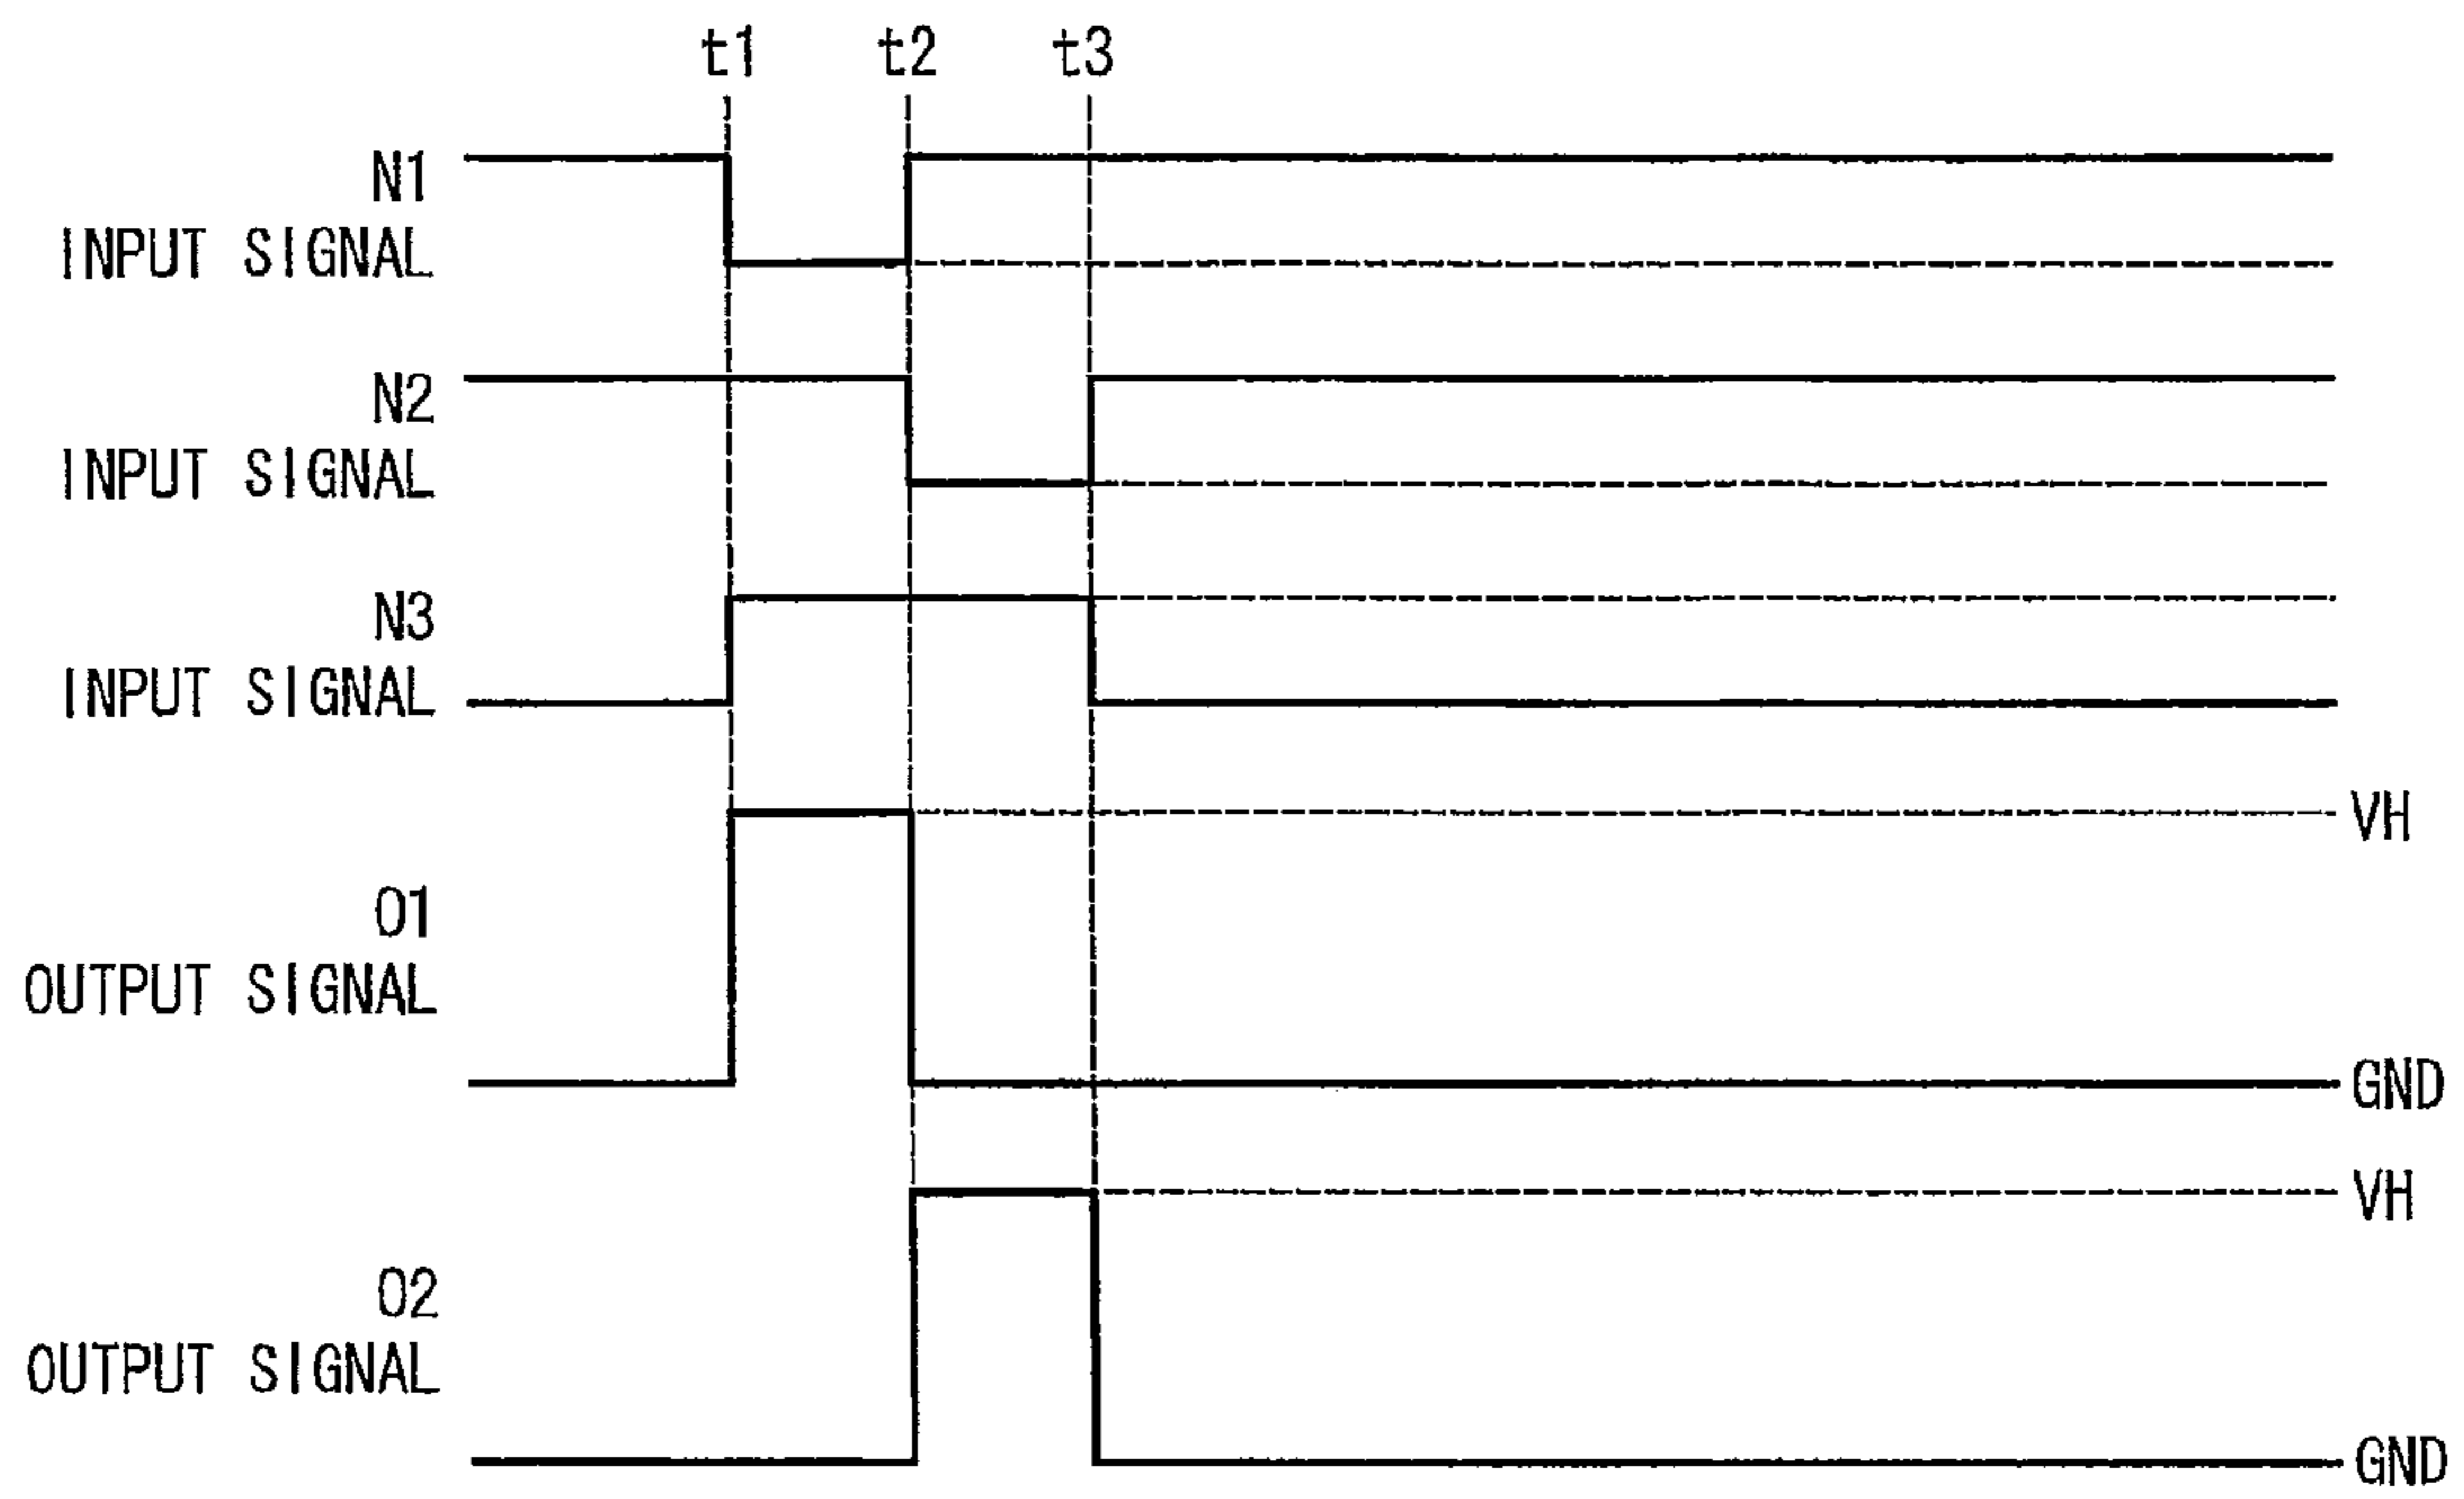 t1 t2 t3
N1
INPUT SIGNAL
N2
INPUT SIGNAL
N3
INPUT SIGNAL
VH
O1
OUTPUT SIGNAL
GND
VH
O2
OUTPUT SIGNAL
GND